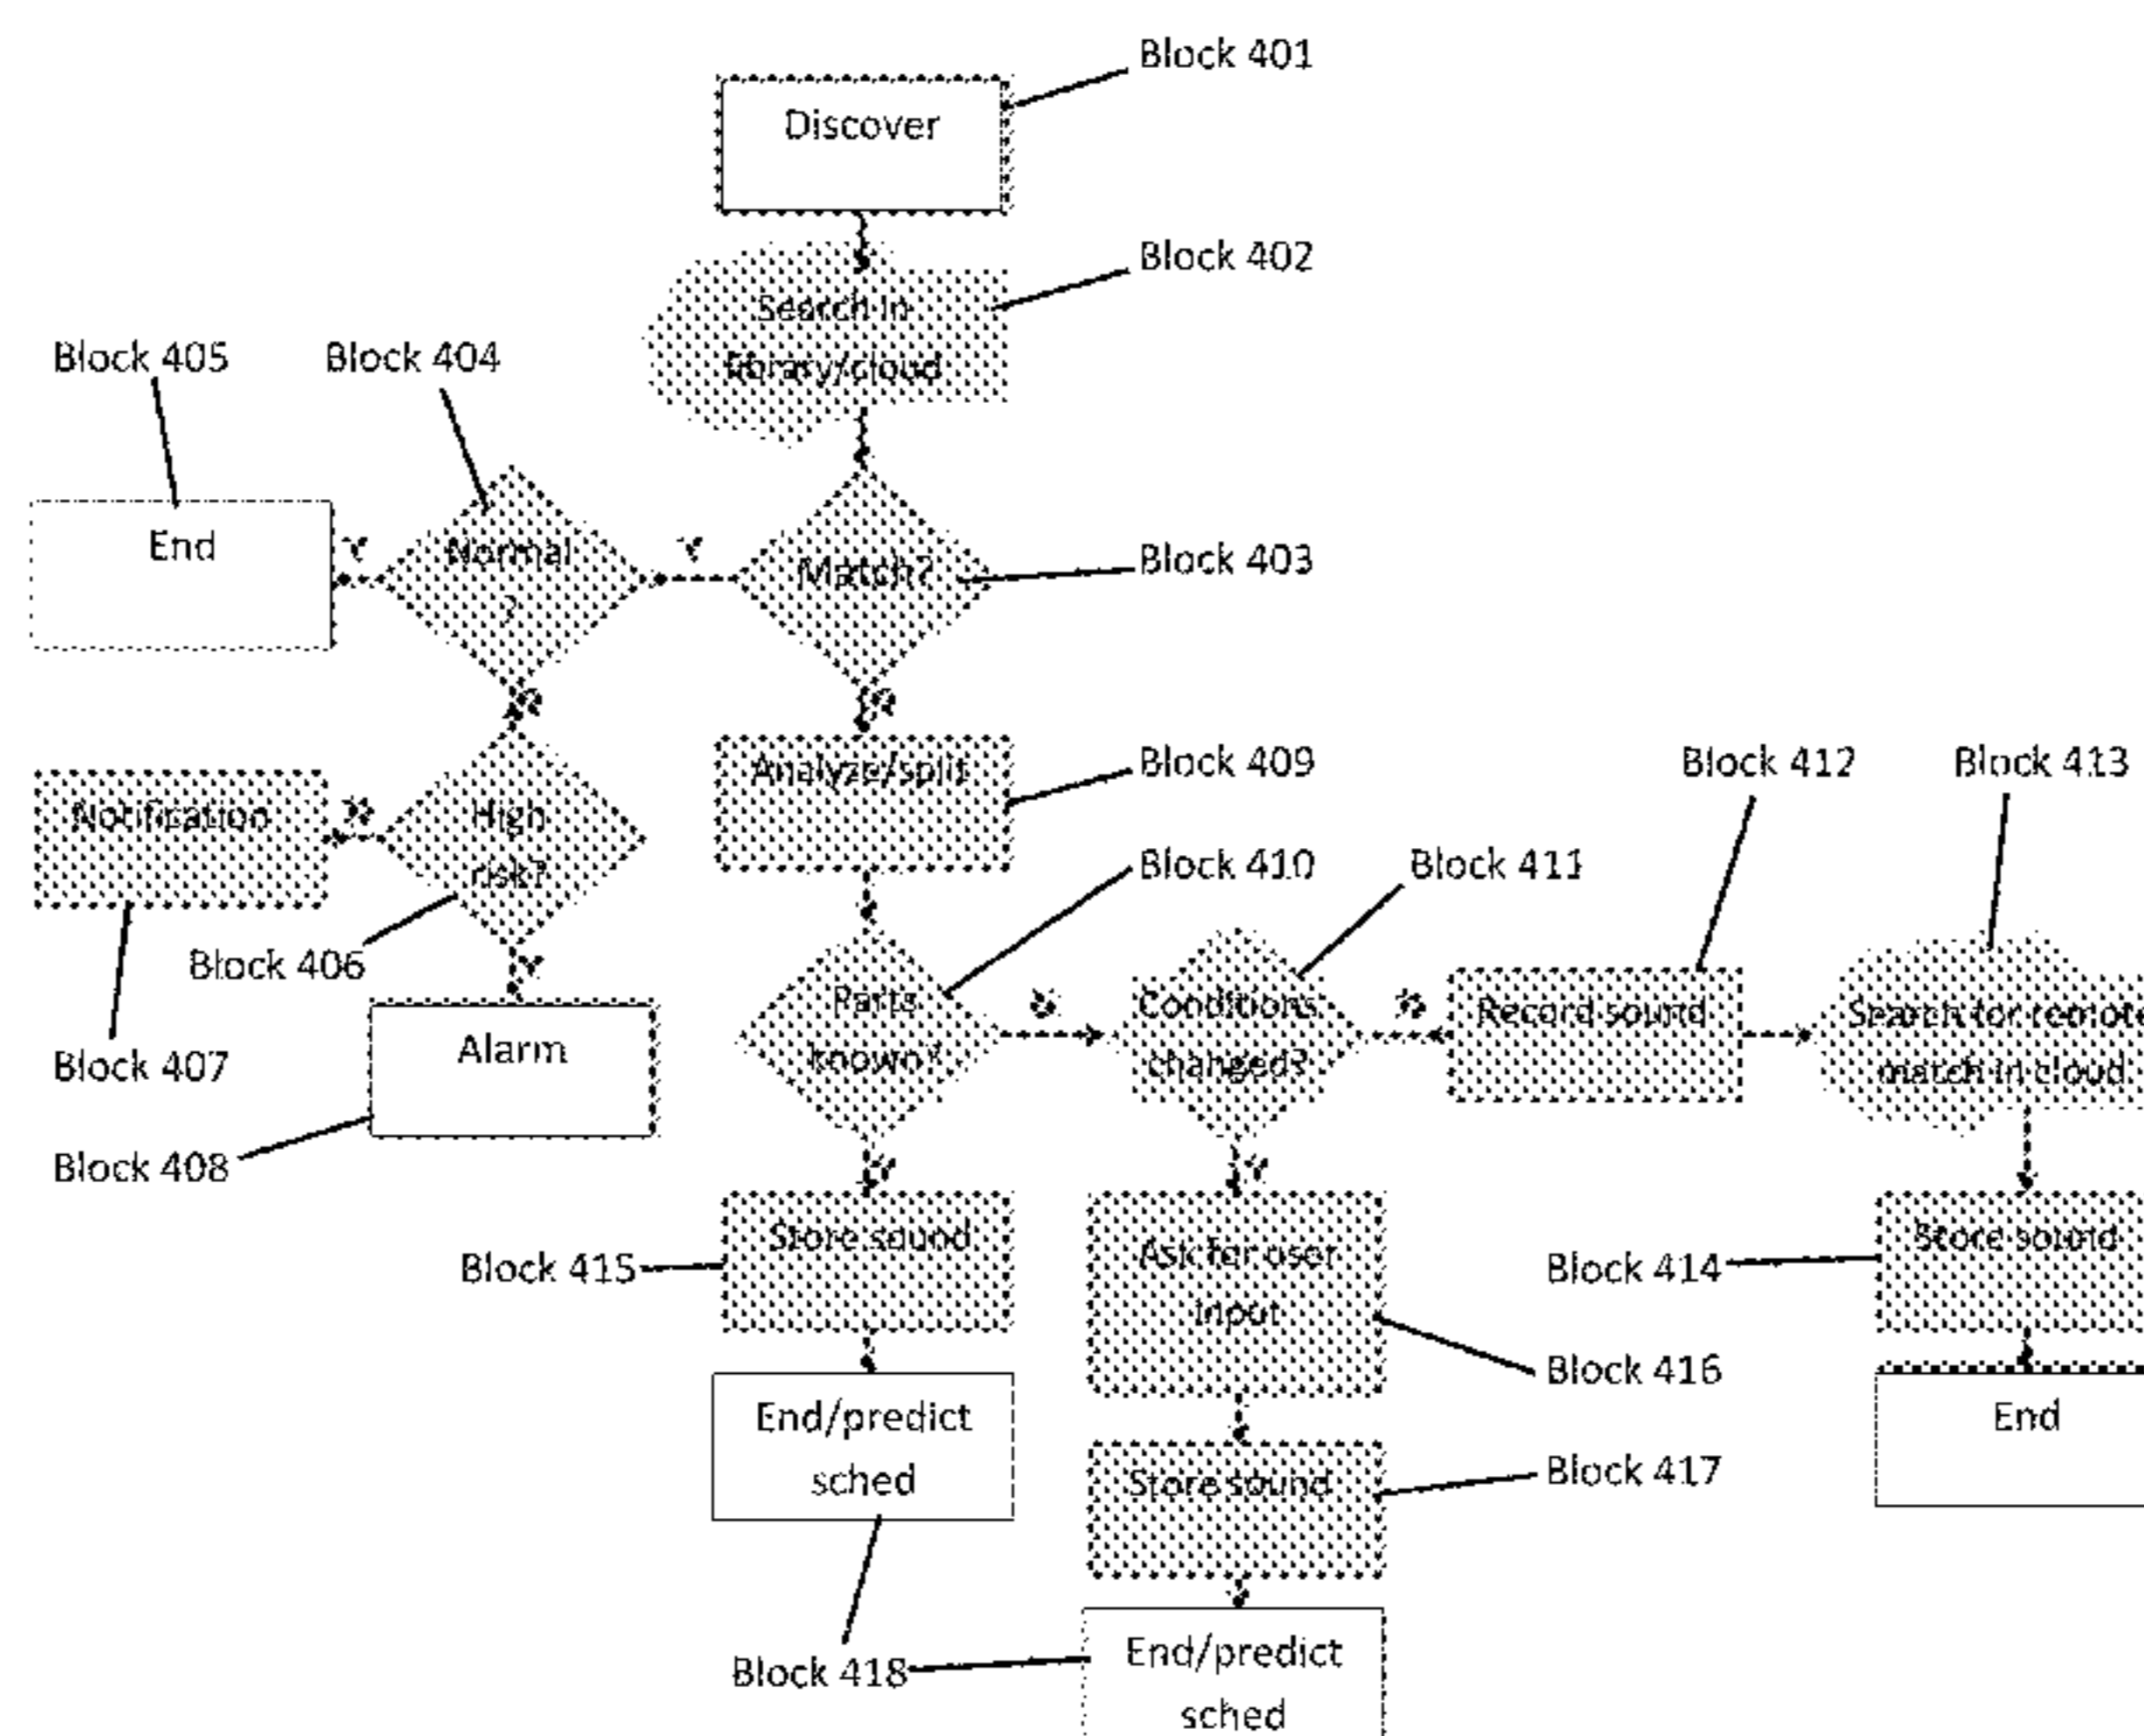 Block 401
Discover
Block 402
Search in
library/cloud
Block 405
Block 404
End
Y
Normal
?
Y
Match?
Block 403
Notification
High
risk?
Analyze/split
Block 409
Block 412
Block 413
Block 410
Block 411
Block 406
Y
Parts
known?
Conditions
changed?
Record sound
Search for remote
match in cloud
Block 407
Alarm
Block 408
Y
Y
Block 415
Store sound
Ask for user
input
Block 414
Store sound
Block 416
End/predict
sched
End
Store sound
Block 417
Block 418
End/predict
sched